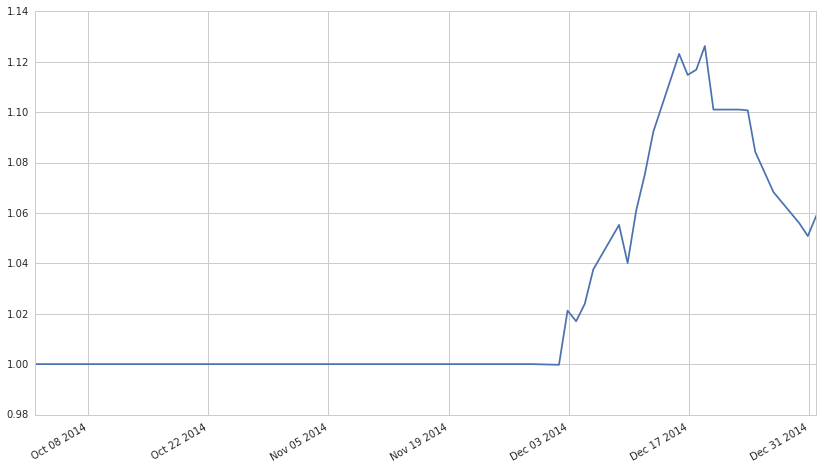 1.14
1.12
1.10
1.08
1.06
1.04
1.02
1.00
0.98
Oct 08 2014
Oct 22 2014
Nov 05 2014
Nov 19 2014
Dec 03 2014
Dec 17 2014
Dec 31 2014